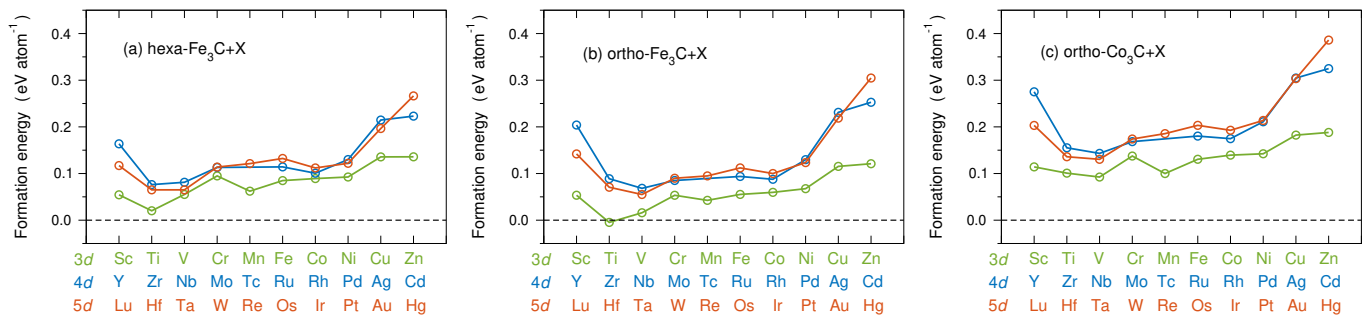 Formation energy (eV atom⁻¹)
0.4
0.3
0.2
0.1
0.0
(a) hexa-Fe₃C+X
3d Sc Ti V Cr Mn Fe Co Ni Cu Zn
4d Y Zr Nb Mo Tc Ru Rh Pd Ag Cd
5d Lu Hf Ta W Re Os Ir Pt Au Hg
Formation energy (eV atom⁻¹)
0.4
0.3
0.2
0.1
0.0
(b) ortho-Fe₃C+X
Sc Ti V Cr Mn Fe Co Ni Cu Zn
Y Zr Nb Mo Tc Ru Rh Pd Ag Cd
Lu Hf Ta W Re Os Ir Pt Au Hg
3d
4d
5d
Formation energy (eV atom⁻¹)
0.4
0.3
0.2
0.1
0.0
(c) ortho-Co₃C+X
Sc Ti V Cr Mn Fe Co Ni Cu Zn
Y Zr Nb Mo Tc Ru Rh Pd Ag Cd
Lu Hf Ta W Re Os Ir Pt Au Hg
3d
4d
5d